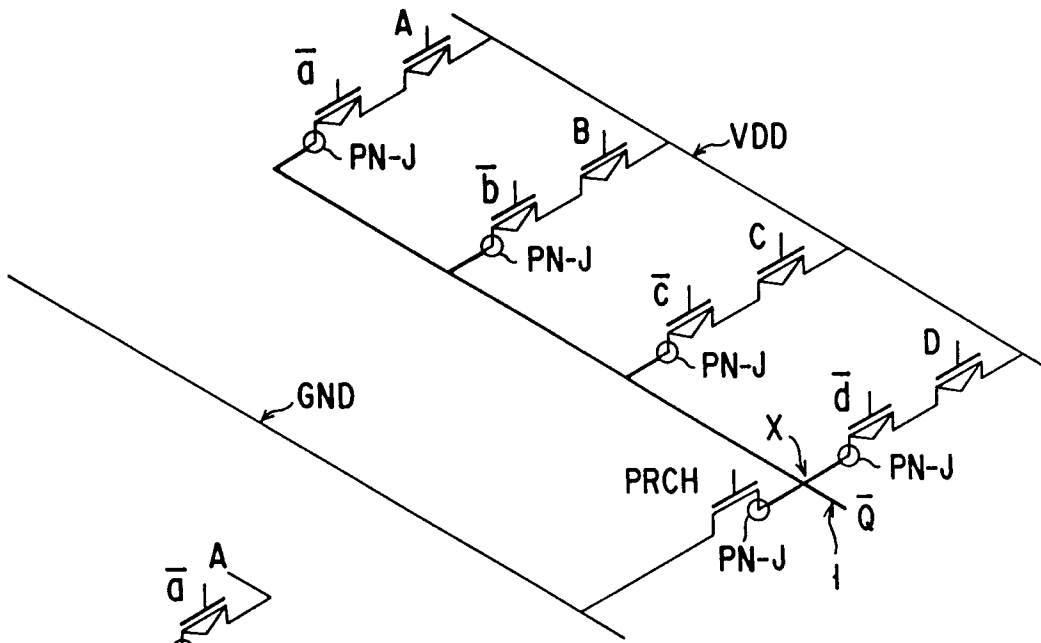 A
a̅
PN-J
B
VDD
b̅
PN-J
C
c̅
PN-J
D
GND
d̅
X
PN-J
PRCH
Q̅
PN-J
1
A
a̅